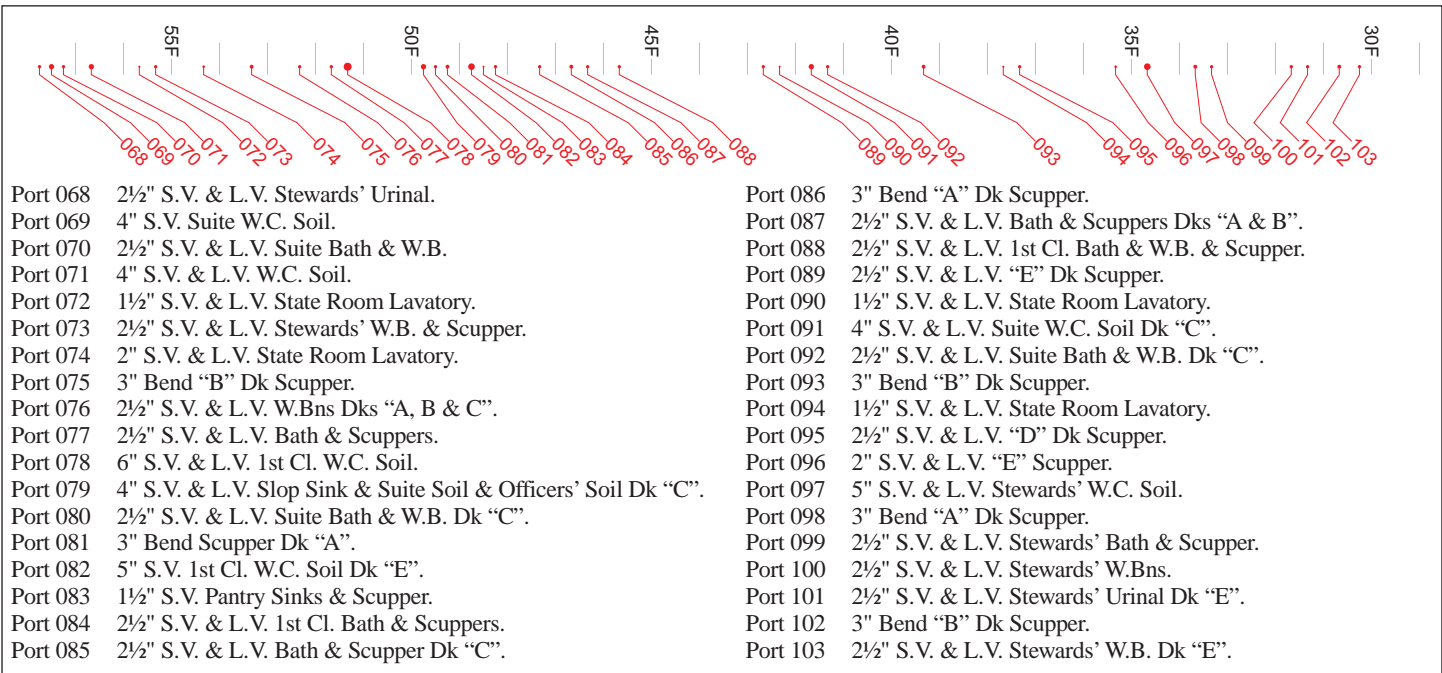 55F 50F 45F 40F 35F 30F
068 069 070 071 072 073 074 075 076 077 078 079 080 081 082 083 084 085 086 087 088 089 090 091 092 093 094 095 096 097 098 099 100 101 102 103
Port 068 2½" S.V. & L.V. Stewards’ Urinal.
Port 069 4" S.V. Suite W.C. Soil.
Port 070 2½" S.V. & L.V. Suite Bath & W.B.
Port 071 4" S.V. & L.V. W.C. Soil.
Port 072 1½" S.V. & L.V. State Room Lavatory.
Port 073 2½" S.V. & L.V. Stewards’ W.B. & Scupper.
Port 074 2" S.V. & L.V. State Room Lavatory.
Port 075 3" Bend “B” Dk Scupper.
Port 076 2½" S.V. & L.V. W.Bns Dks “A, B & C”.
Port 077 2½" S.V. & L.V. Bath & Scuppers.
Port 078 6" S.V. & L.V. 1st Cl. W.C. Soil.
Port 079 4" S.V. & L.V. Slop Sink & Suite Soil & Officers’ Soil Dk “C”.
Port 080 2½" S.V. & L.V. Suite Bath & W.B. Dk “C”.
Port 081 3" Bend Scupper Dk “A”.
Port 082 5" S.V. 1st Cl. W.C. Soil Dk “E”.
Port 083 1½" S.V. Pantry Sinks & Scupper.
Port 084 2½" S.V. & L.V. 1st Cl. Bath & Scuppers.
Port 085 2½" S.V. & L.V. Bath & Scupper Dk “C”.
Port 086 3" Bend “A” Dk Scupper.
Port 087 2½" S.V. & L.V. Bath & Scuppers Dks “A & B”.
Port 088 2½" S.V. & L.V. 1st Cl. Bath & W.B. & Scupper.
Port 089 2½" S.V. & L.V. “E” Dk Scupper.
Port 090 1½" S.V. & L.V. State Room Lavatory.
Port 091 4" S.V. & L.V. Suite W.C. Soil Dk “C”.
Port 092 2½" S.V. & L.V. Suite Bath & W.B. Dk “C”.
Port 093 3" Bend “B” Dk Scupper.
Port 094 1½" S.V. & L.V. State Room Lavatory.
Port 095 2½" S.V. & L.V. “D” Dk Scupper.
Port 096 2" S.V. & L.V. “E” Scupper.
Port 097 5" S.V. & L.V. Stewards’ W.C. Soil.
Port 098 3" Bend “A” Dk Scupper.
Port 099 2½" S.V. & L.V. Stewards’ Bath & Scupper.
Port 100 2½" S.V. & L.V. Stewards’ W.Bns.
Port 101 2½" S.V. & L.V. Stewards’ Urinal Dk “E”.
Port 102 3" Bend “B” Dk Scupper.
Port 103 2½" S.V. & L.V. Stewards’ W.B. Dk “E”.